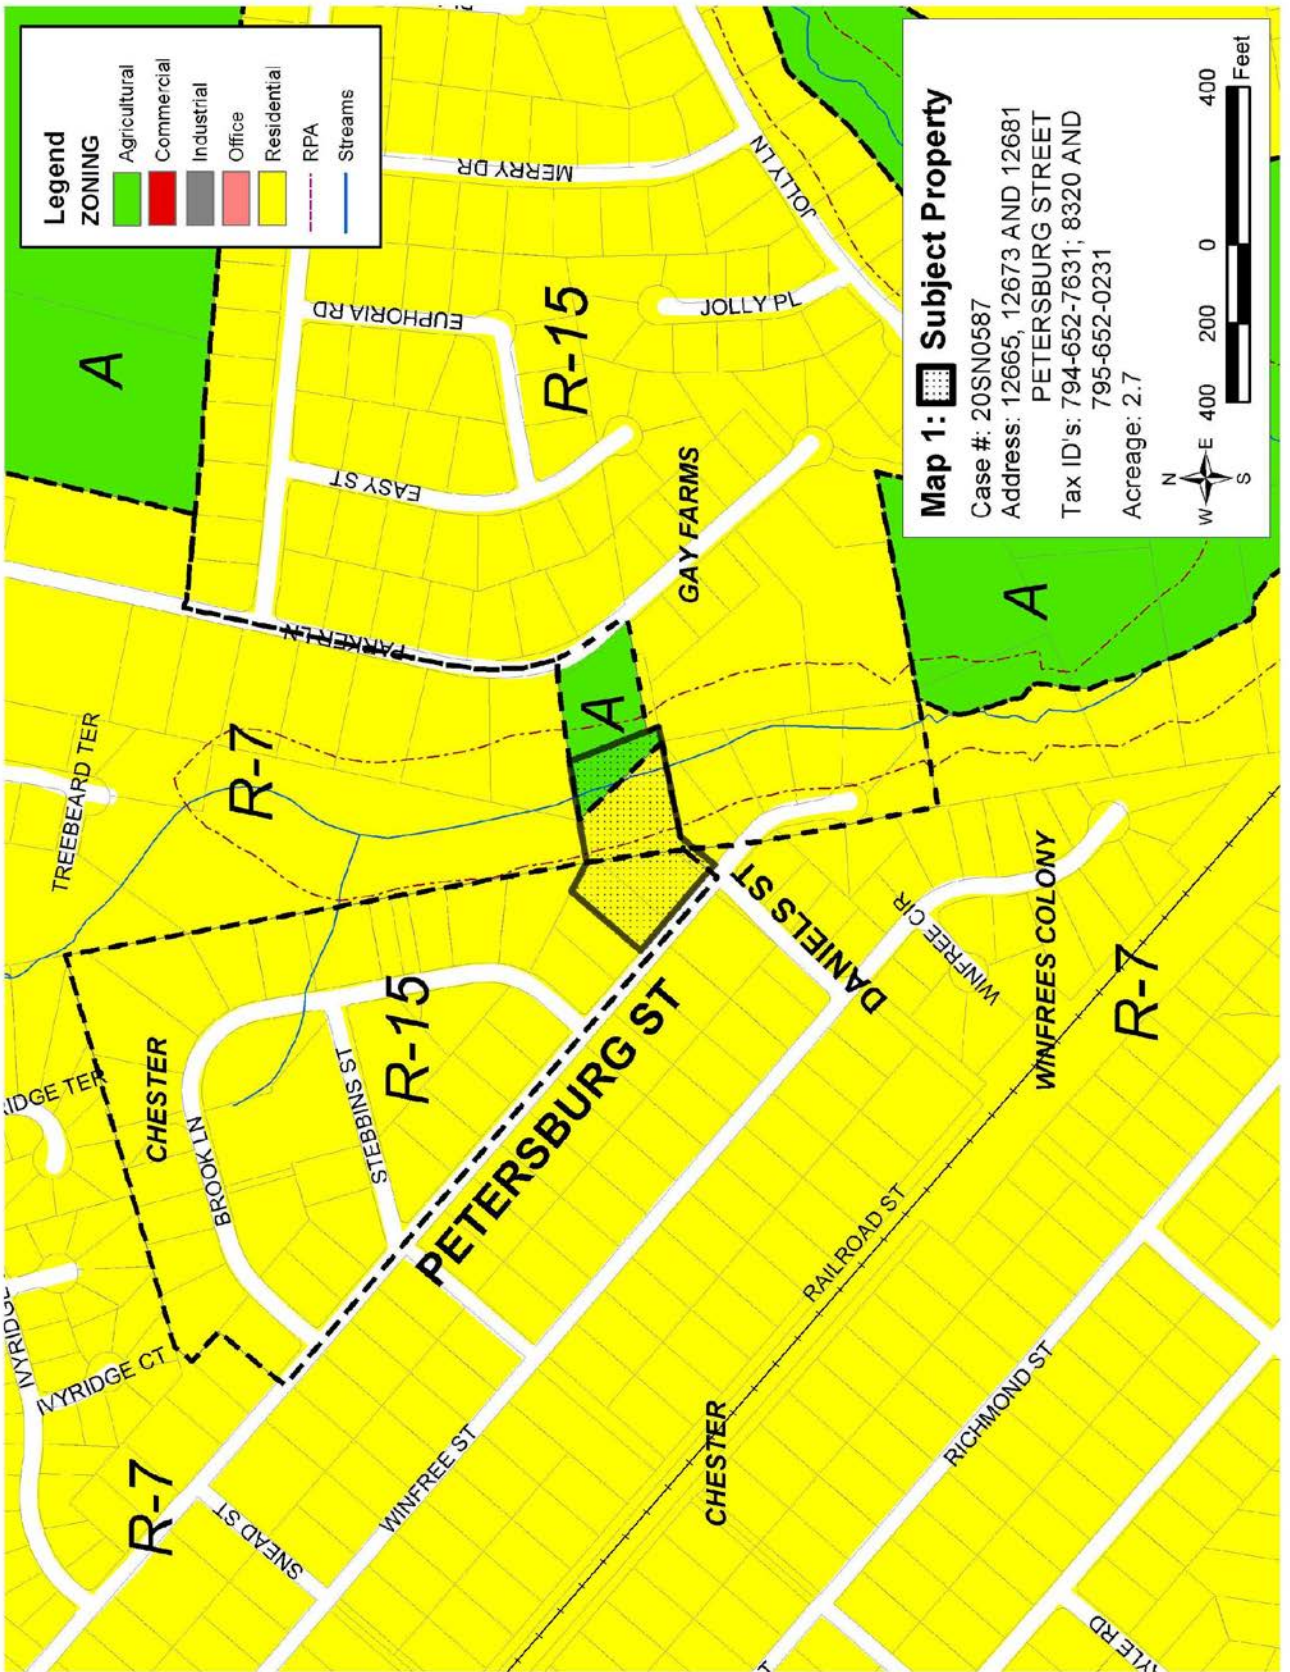 Legend
ZONING
Agricultural
Commercial
Industrial
Office
Residential
RPA
Streams
Map 1: Subject Property
Case #: 20SN0587
Address: 12665, 12673 AND 12681
PETERSBURG STREET
Tax ID's: 794-652-7631; 8320 AND
795-652-0231
Acreage: 2.7
N
W
E
S
400
200
0
400
Feet
R-7
IVYRIDGE CT
SNEAD ST
WINFREE ST
CHESTER
BROOK LN
STEBBINS ST
R-15
PETERSBURG ST
TREEBEARD TER
R-7
PARKER LN
A
A
EASY ST
EUPHORIA RD
R-15
MERRY DR
JOLLY LN
JOLLY PL
GAY FARMS
A
DANIELS ST
WINFREE CIR
WINFREES COLONY
R-7
RAILROAD ST
CHESTER
RICHMOND ST